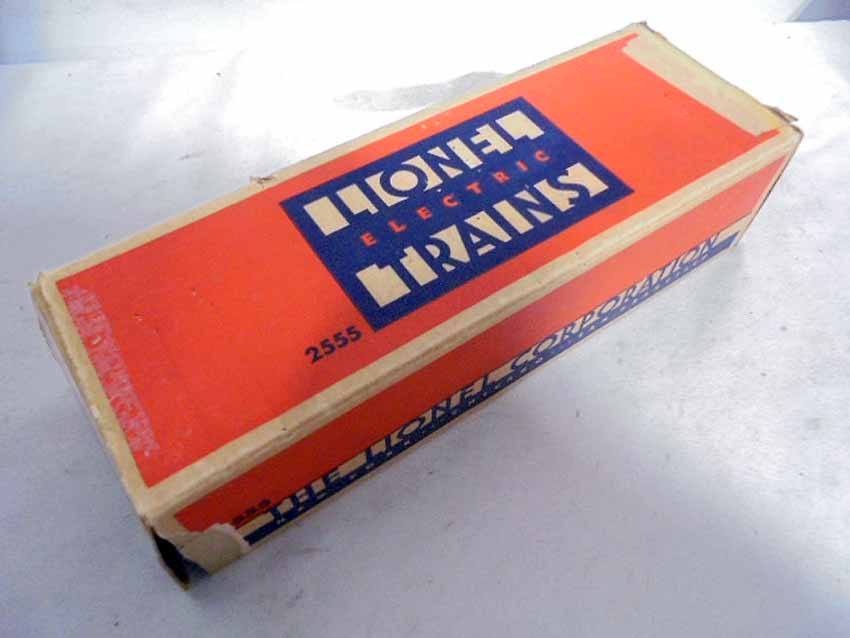 LIONEL
ELECTRIC
TRAINS
2555
THE LIONEL CORPORATION